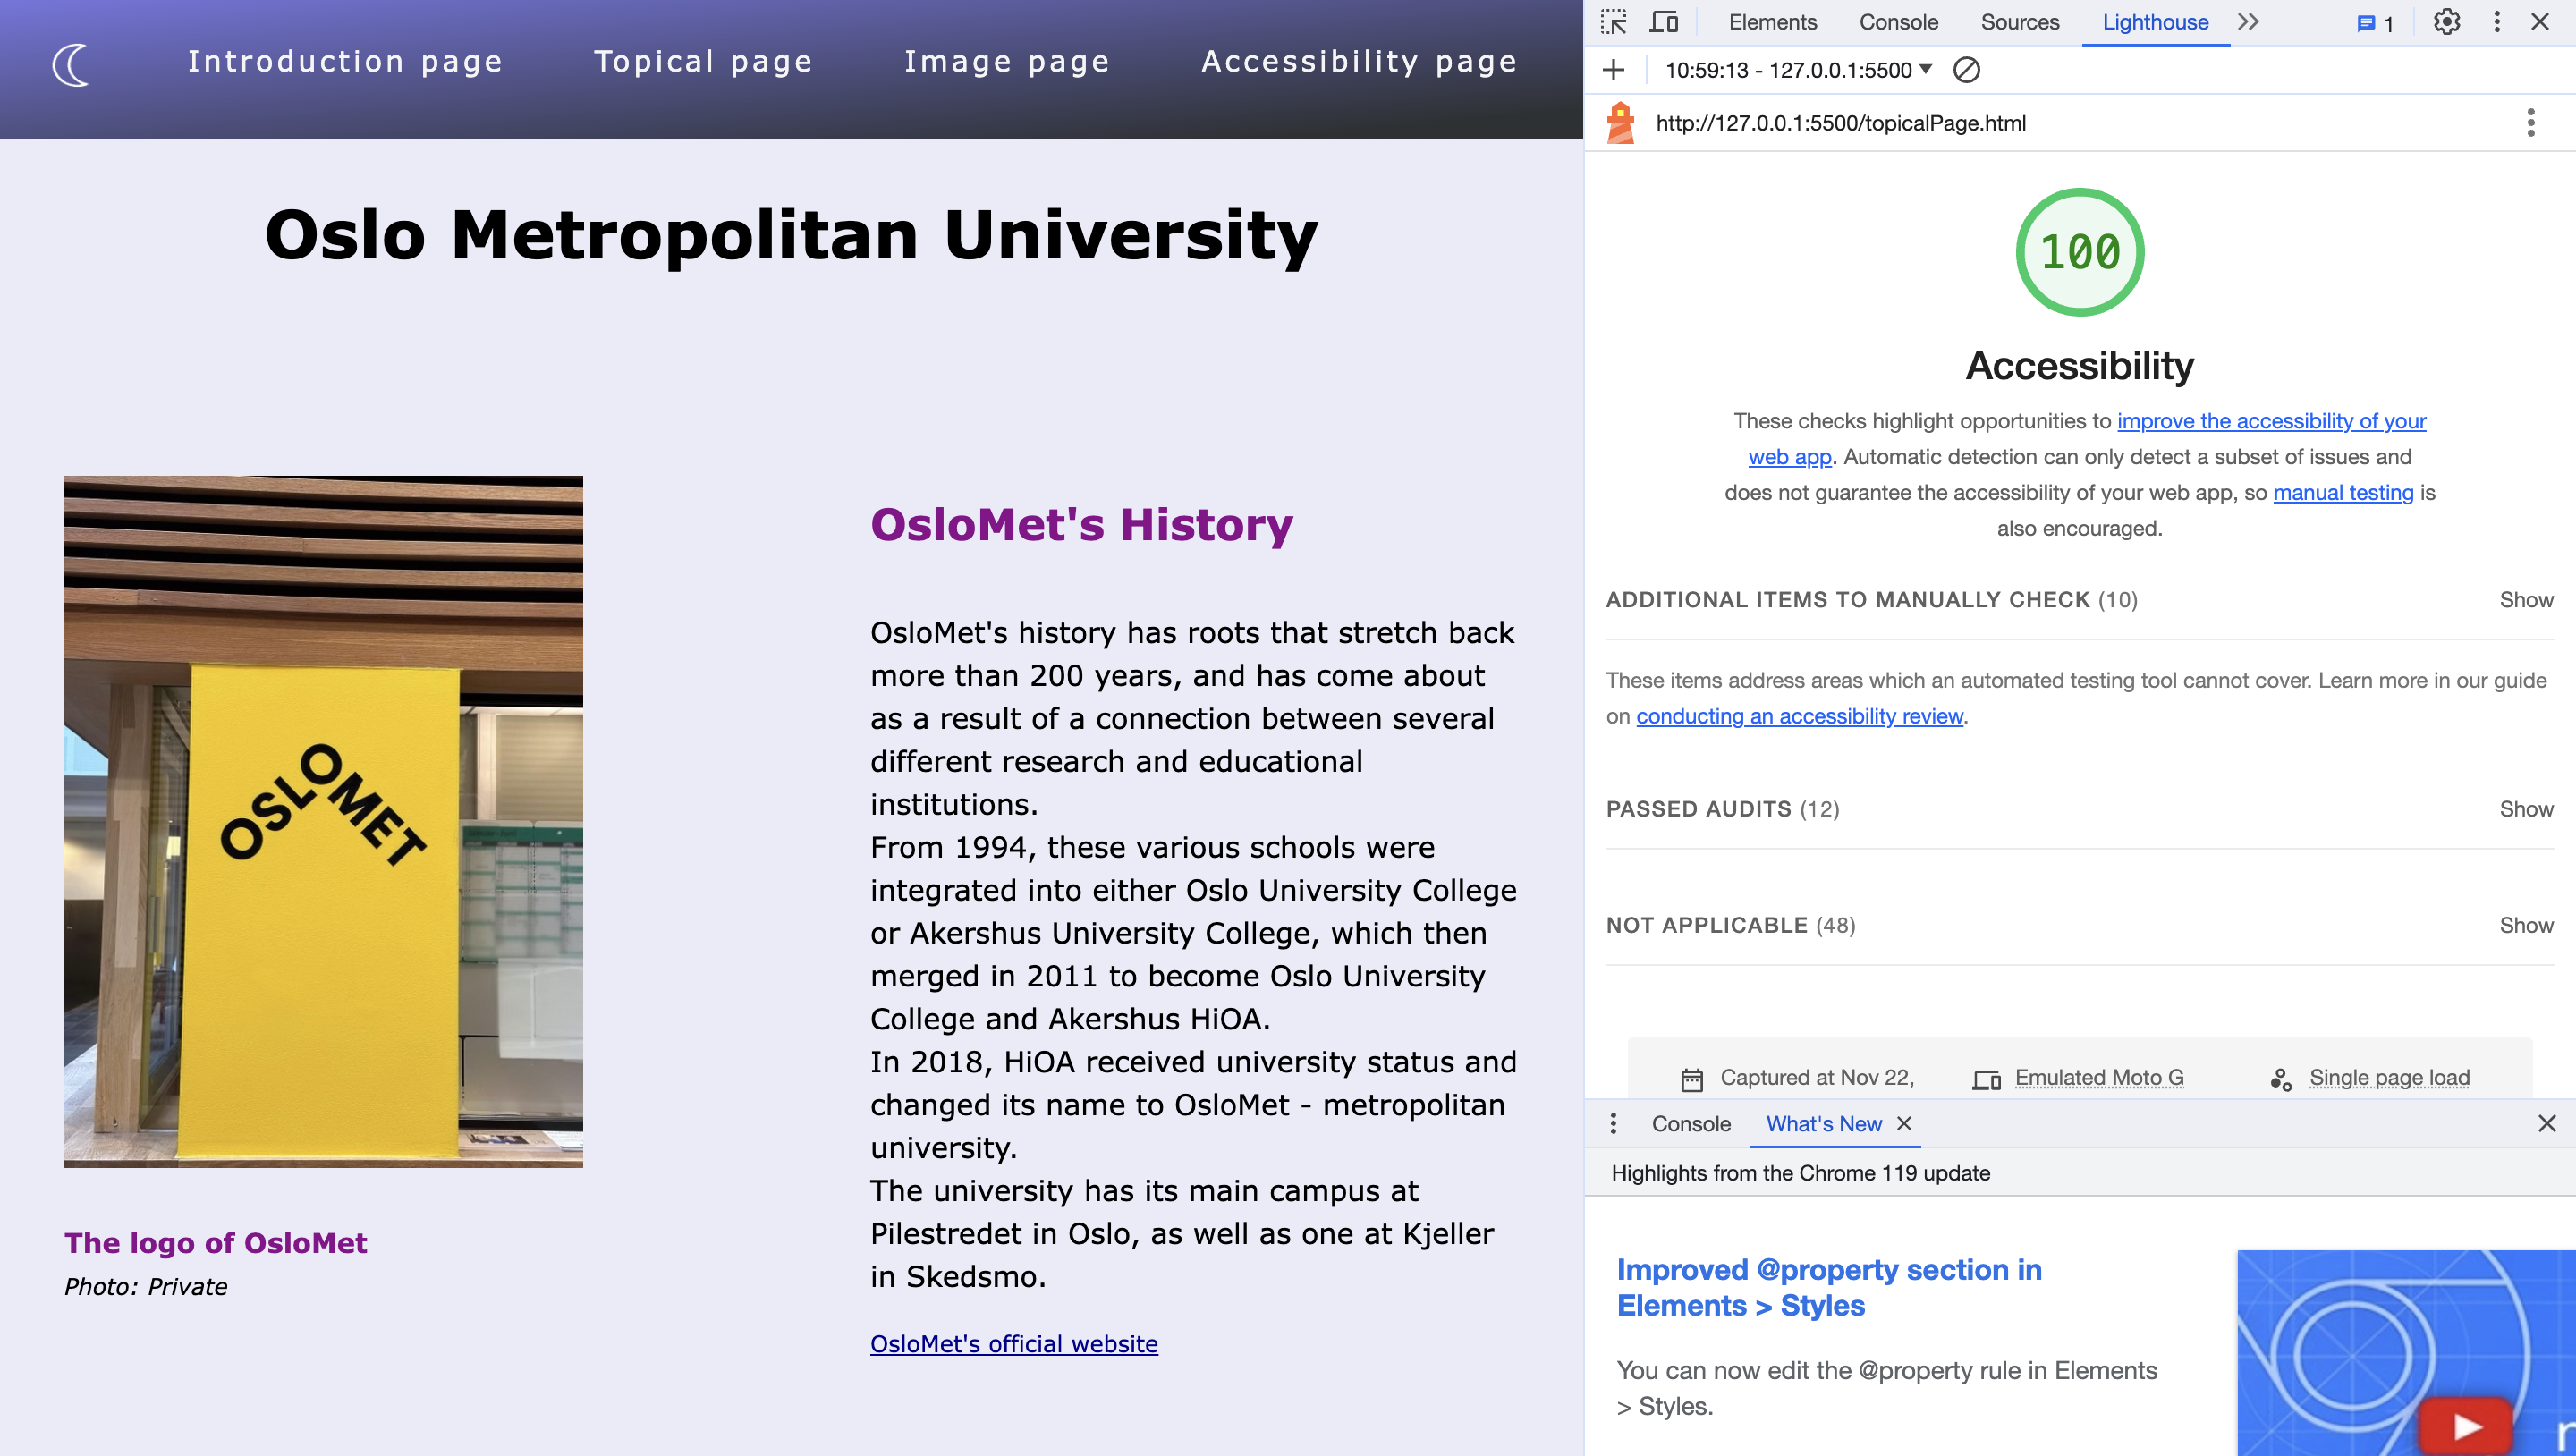 Introduction page
Topical page
Image page
Accessibility page
Oslo Metropolitan University
OSLOMET
The logo of OsloMet
Photo: Private
OsloMet's History
OsloMet's history has roots that stretch back
more than 200 years, and has come about
as a result of a connection between several
different research and educational
institutions.
From 1994, these various schools were
integrated into either Oslo University College
or Akershus University College, which then
merged in 2011 to become Oslo University
College and Akershus HiOA.
In 2018, HiOA received university status and
changed its name to OsloMet - metropolitan
university.
The university has its main campus at
Pilestredet in Oslo, as well as one at Kjeller
in Skedsmo.
OsloMet's official website
Elements
Console
Sources
Lighthouse
1
10:59:13 - 127.0.0.1:5500
http://127.0.0.1:5500/topicalPage.html
100
Accessibility
These checks highlight opportunities to improve the accessibility of your
web app. Automatic detection can only detect a subset of issues and
does not guarantee the accessibility of your web app, so manual testing is
also encouraged.
ADDITIONAL ITEMS TO MANUALLY CHECK (10) Show
These items address areas which an automated testing tool cannot cover. Learn more in our guide
on conducting an accessibility review.
PASSED AUDITS (12) Show
NOT APPLICABLE (48) Show
Captured at Nov 22,
Emulated Moto G
Single page load
Console
What's New
Highlights from the Chrome 119 update
Improved @property section in
Elements > Styles
You can now edit the @property rule in Elements
> Styles.